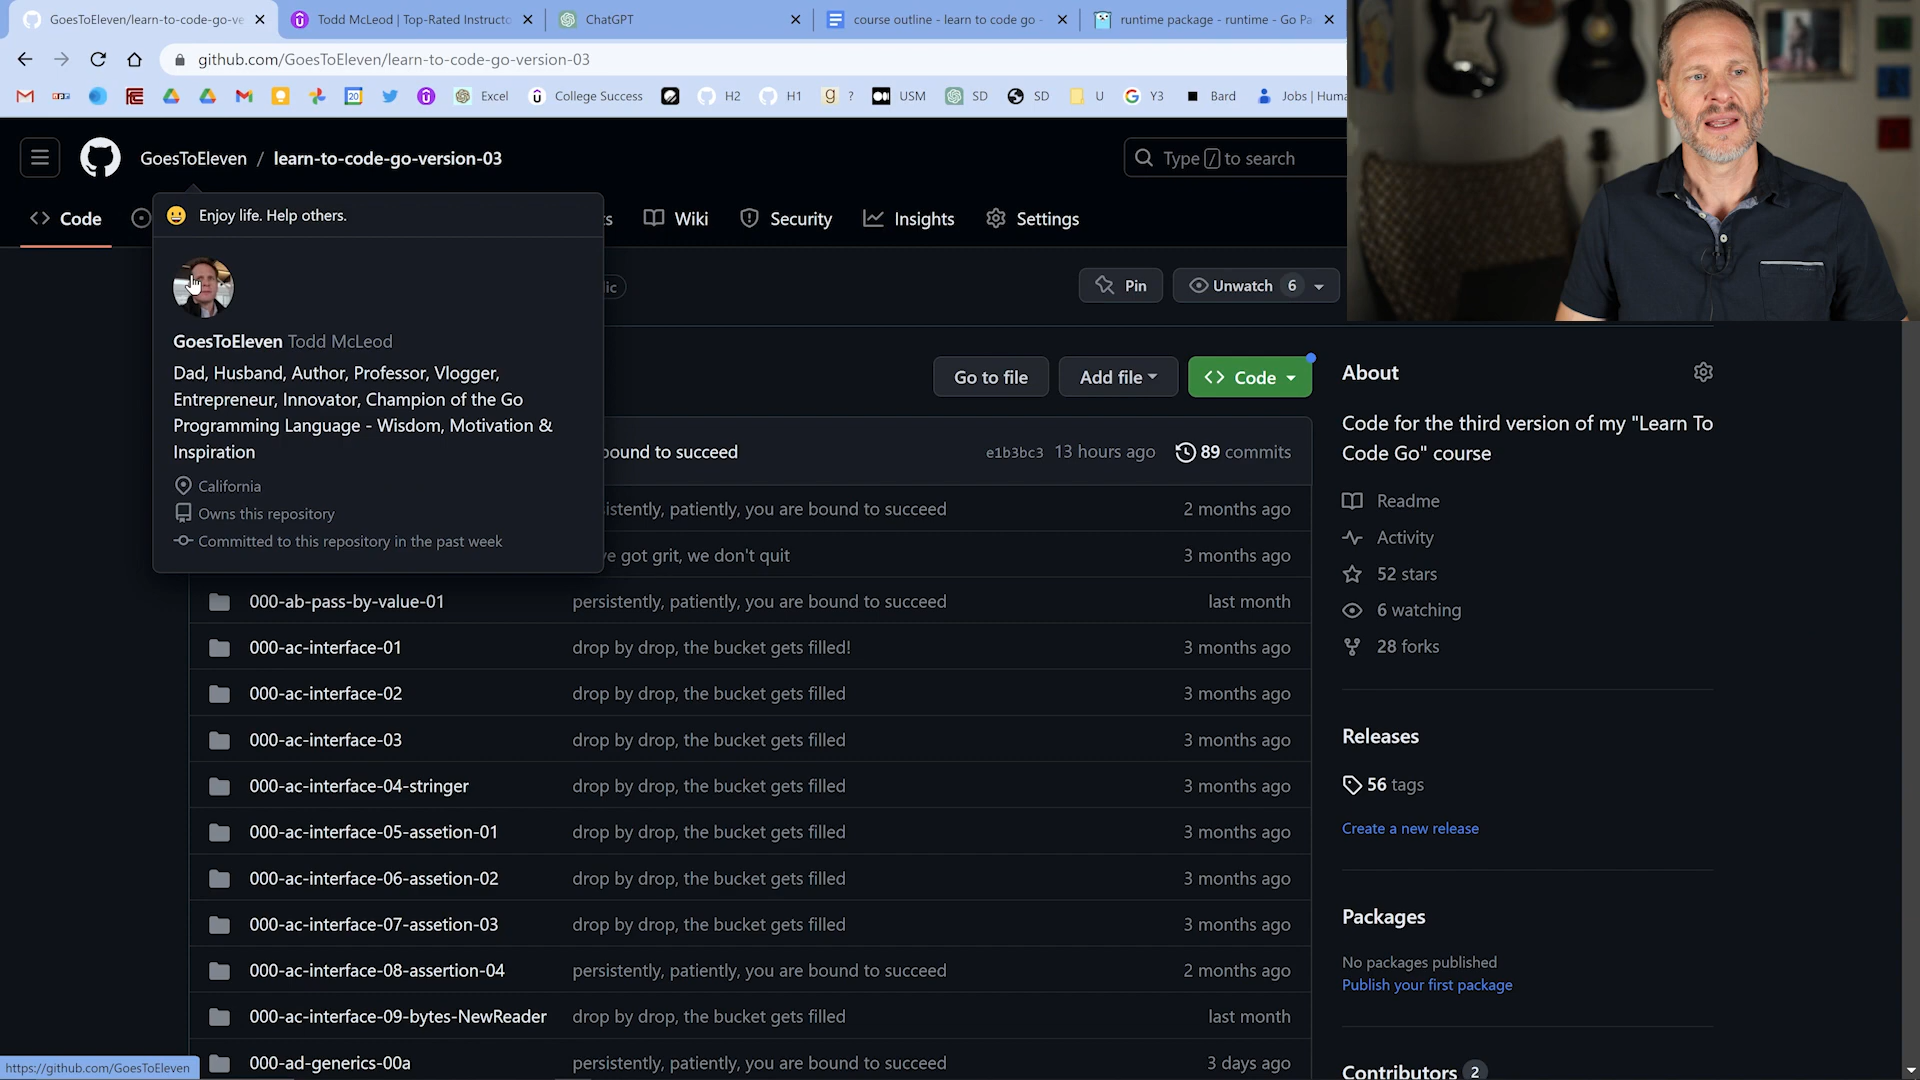 GoesToEleven/learn-to-code-go-ve
Todd McLeod | Top-Rated Instructo
ChatGPT
course outline - learn to code go -
runtime package - runtime - Go Pa
github.com/GoesToEleven/learn-to-code-go-version-03
Excel
College Success
H2
H1
?
USM
SD
SD
U
Y3
Bard
Jobs | Huma
GoesToEleven / learn-to-code-go-version-03
Type / to search
Code
ts
Wiki
Security
Insights
Settings
Enjoy life. Help others.
ic
Pin
Unwatch 6
GoesToEleven Todd McLeod
Dad, Husband, Author, Professor, Vlogger,
Entrepreneur, Innovator, Champion of the Go
Programming Language - Wisdom, Motivation &
Inspiration
California
Owns this repository
Committed to this repository in the past week
Go to file
Add file
Code
bound to succeed e1b3bc3 13 hours ago 89 commits
istently, patiently, you are bound to succeed 2 months ago
ve got grit, we don't quit 3 months ago
000-ab-pass-by-value-01 persistently, patiently, you are bound to succeed last month
000-ac-interface-01 drop by drop, the bucket gets filled! 3 months ago
000-ac-interface-02 drop by drop, the bucket gets filled 3 months ago
000-ac-interface-03 drop by drop, the bucket gets filled 3 months ago
000-ac-interface-04-stringer drop by drop, the bucket gets filled 3 months ago
000-ac-interface-05-assetion-01 drop by drop, the bucket gets filled 3 months ago
000-ac-interface-06-assetion-02 drop by drop, the bucket gets filled 3 months ago
000-ac-interface-07-assetion-03 drop by drop, the bucket gets filled 3 months ago
000-ac-interface-08-assertion-04 persistently, patiently, you are bound to succeed 2 months ago
000-ac-interface-09-bytes-NewReader drop by drop, the bucket gets filled last month
000-ad-generics-00a persistently, patiently, you are bound to succeed 3 days ago
About
Code for the third version of my "Learn To
Code Go" course
Readme
Activity
52 stars
6 watching
28 forks
Releases
56 tags
Create a new release
Packages
No packages published
Publish your first package
Contributors 2
https://github.com/GoesToEleven